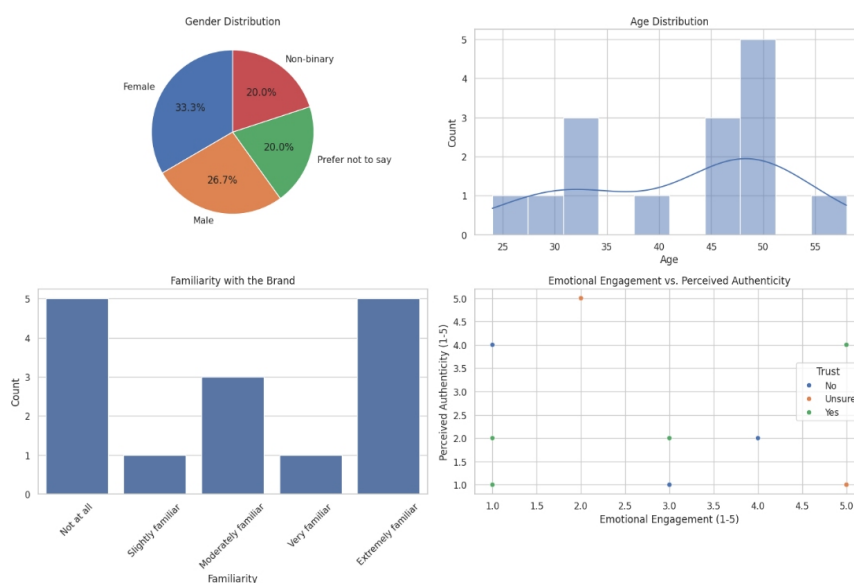 Gender Distribution
Female
33.3%
Non-binary
20.0%
20.0%
Prefer not to say
26.7%
Male
Age Distribution
5
4
3
2
1
0
Count
25 30 35 40 45 50 55
Age
Familiarity with the Brand
5
4
3
2
1
0
Count
Not at all
Slightly familiar
Moderately familiar
Very familiar
Extremely familiar
Familiarity
Emotional Engagement vs. Perceived Authenticity
5.0
4.5
4.0
3.5
3.0
2.5
2.0
1.5
1.0
Perceived Authenticity (1-5)
Trust
No
Unsure
Yes
1.0 1.5 2.0 2.5 3.0 3.5 4.0 4.5 5.0
Emotional Engagement (1-5)